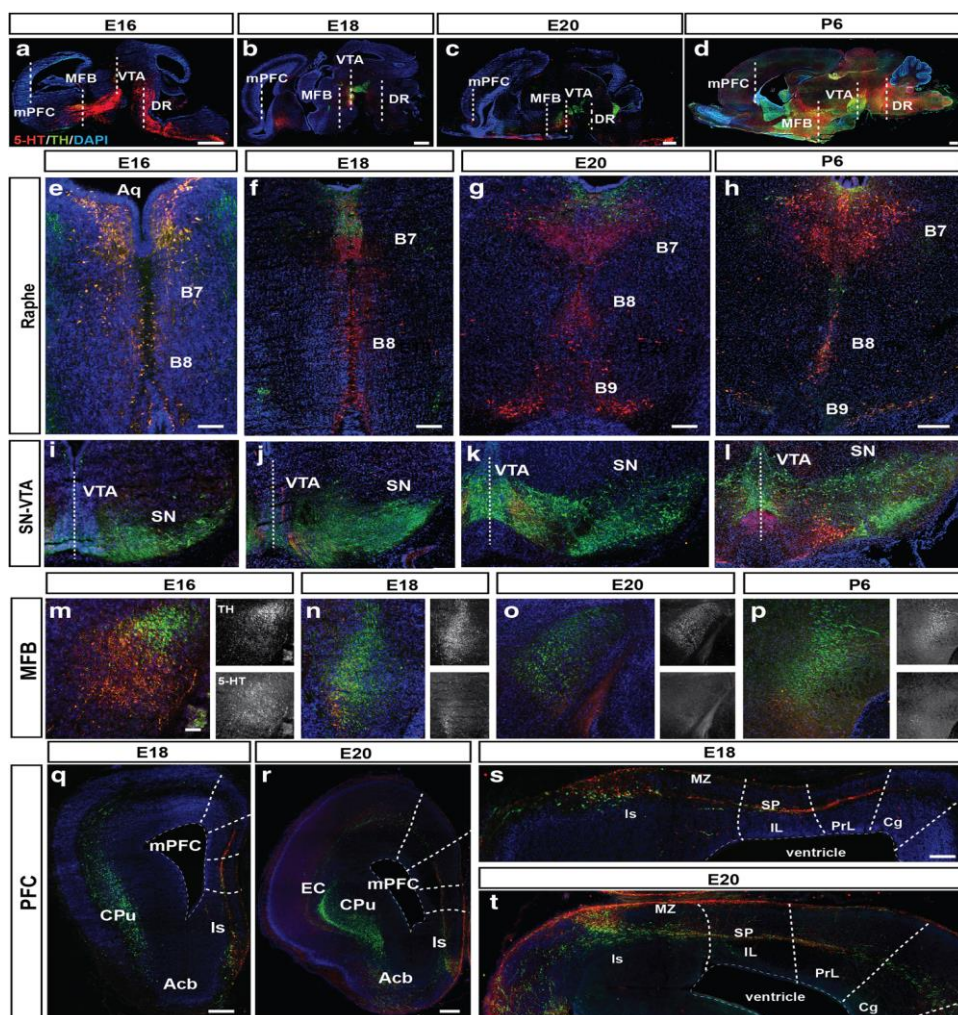 E16 E18 E20 P6
a b c d
mPFC MFB VTA DR
mPFC MFB VTA DR
mPFC MFB VTA DR
mPFC MFB VTA DR
5-HT/TH/DAPI
E16 E18 E20 P6
Raphe
e Aq B7 B8
f B7 B8
g B7 B8 B9
h B7 B8 B9
SN-VTA
i VTA SN
j VTA SN
k VTA SN
l VTA SN
E16 E18 E20 P6
MFB
m TH 5-HT
n
o
p
E18 E20 E18
PFC
q mPFC CPu Is Acb
r EC mPFC CPu Is Acb
s MZ Is SP IL PrL Cg
ventricle
E20
t MZ SP Is IL PrL
ventricle Cg